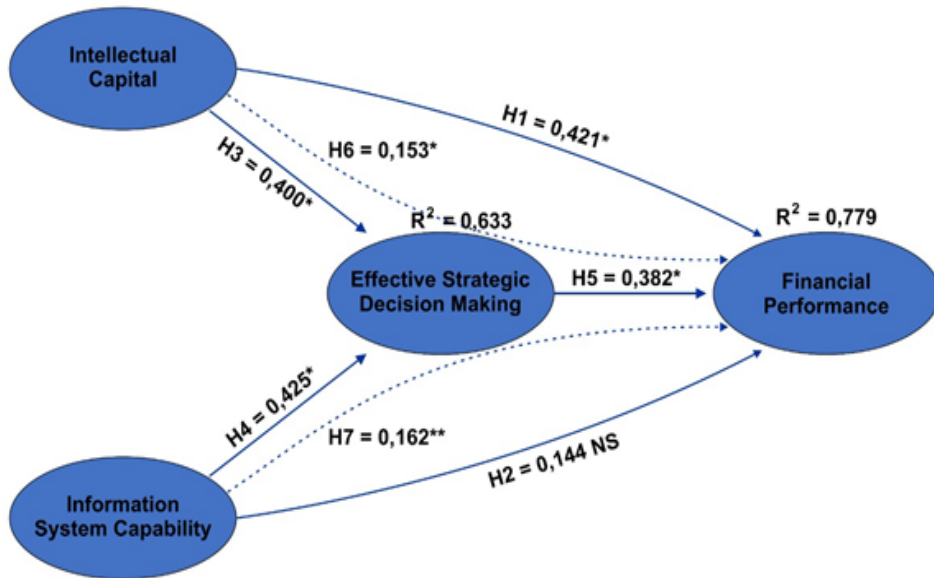 Intellectual
Capital
H1 = 0,421*
H6 = 0,153*
H3 = 0,400*
R² = 0,633
R² = 0,779
Effective Strategic
Decision Making
H5 = 0,382*
Financial
Performance
H4 = 0,425*
H7 = 0,162**
H2 = 0,144 NS
Information
System Capability